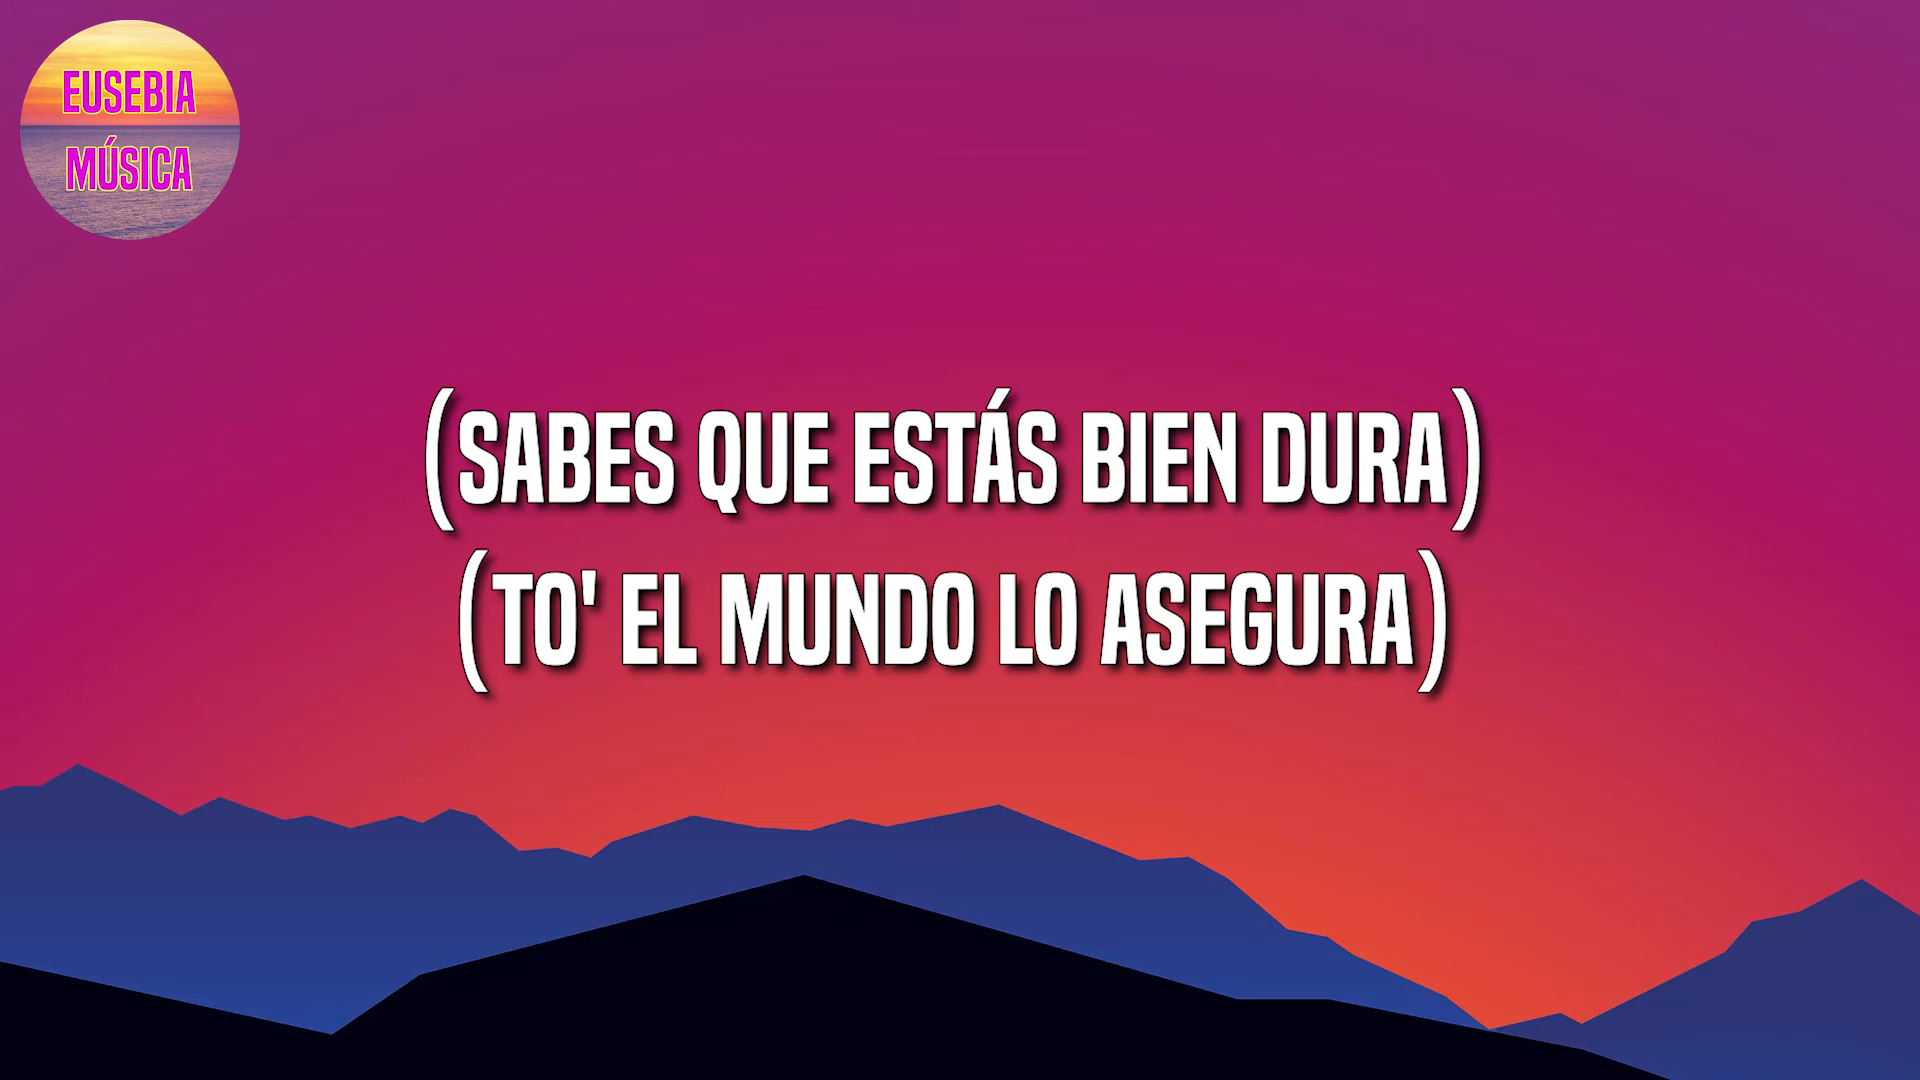 EUSEBIA
MÚSICA
(SABES QUE ESTÁS BIEN DURA)
(TO' EL MUNDO LO ASEGURA)